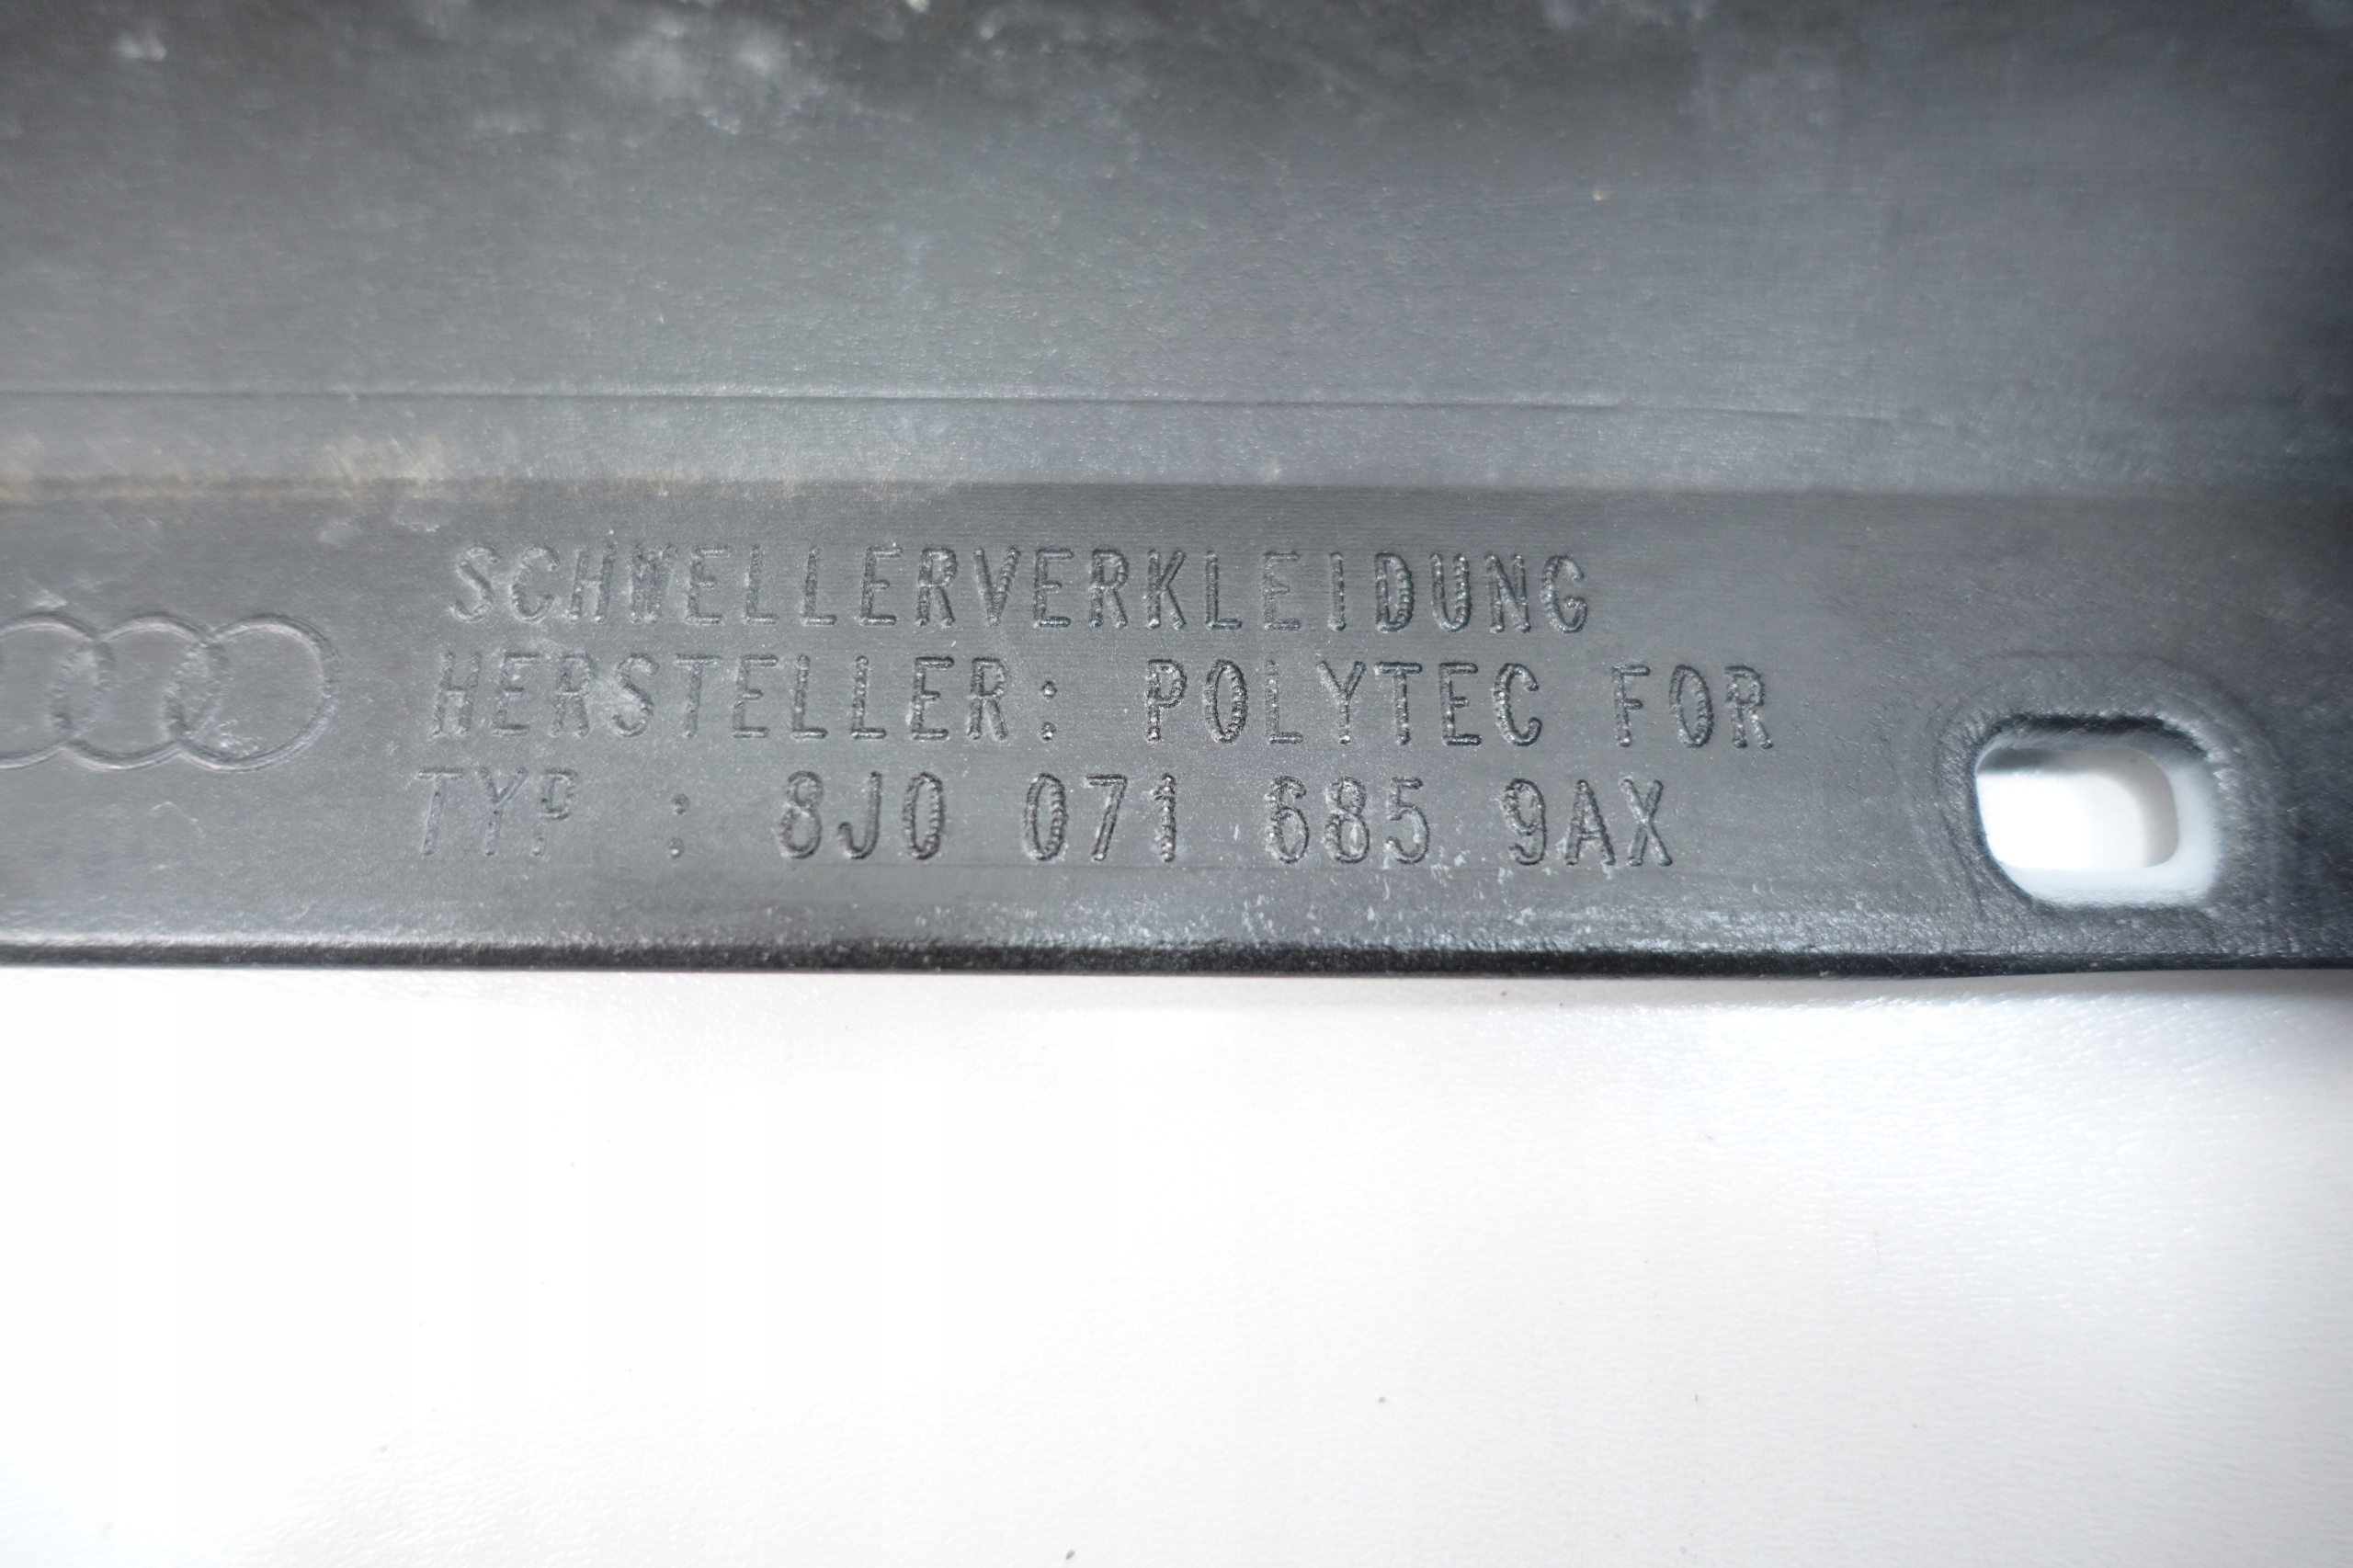 SCHWELLERVERKLEIDUNG
HERSTELLER: POLYTEC FOR
TYP : 8J0 071 685 9AX